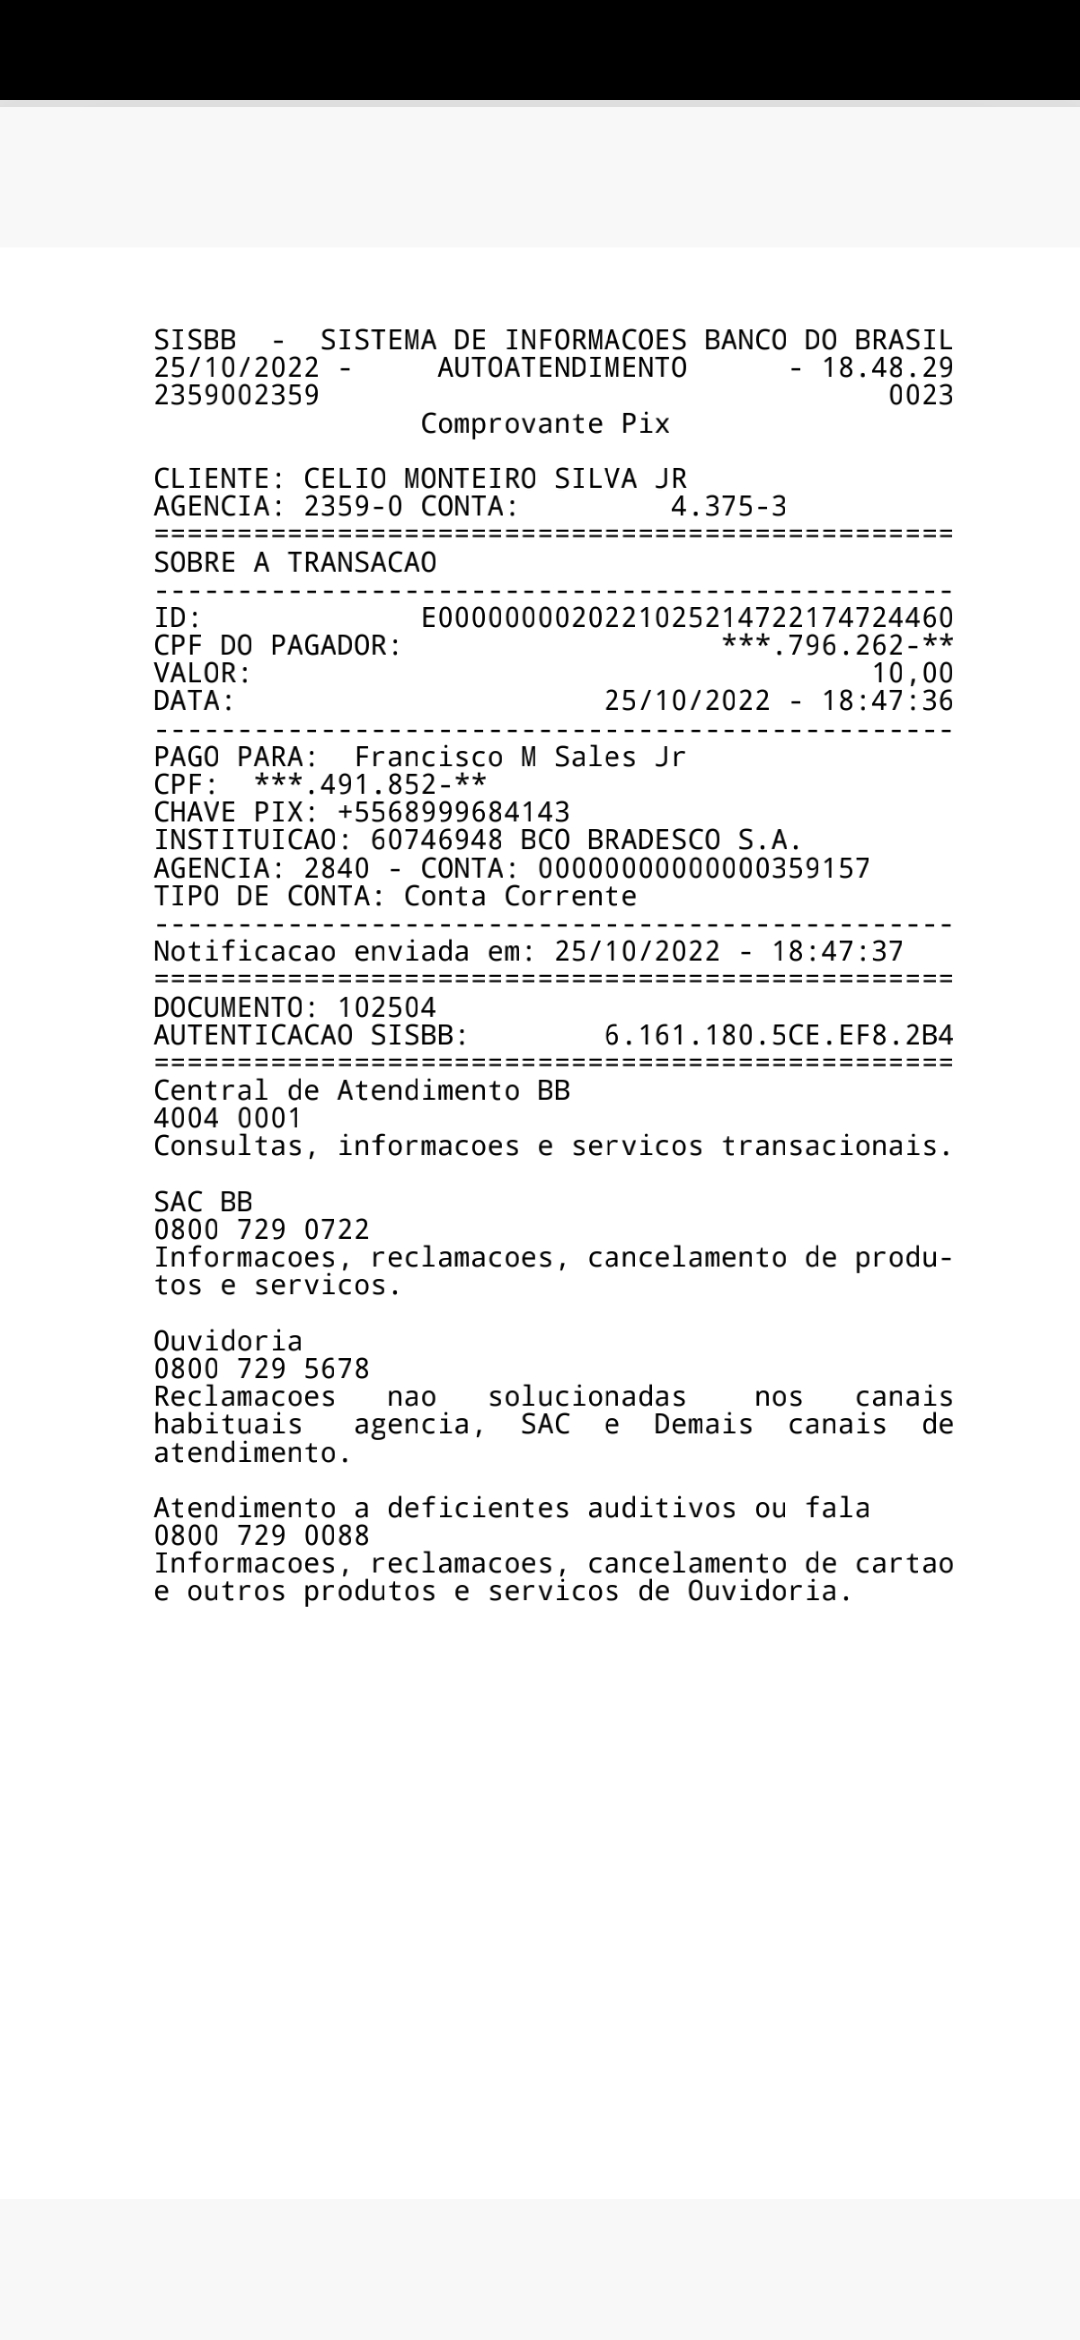 SISBB - SISTEMA DE INFORMACOES BANCO DO BRASIL
25/10/2022 - AUTOATENDIMENTO - 18.48.29
2359002359 0023
Comprovante Pix
CLIENTE: CELIO MONTEIRO SILVA JR
AGENCIA: 2359-0 CONTA: 4.375-3
================================================
SOBRE A TRANSACAO
------------------------------------------------
ID: E0000000020221025214722174724460
CPF DO PAGADOR: ***.796.262-**
VALOR: 10,00
DATA: 25/10/2022 - 18:47:36
------------------------------------------------
PAGO PARA: Francisco M Sales Jr
CPF: ***.491.852-**
CHAVE PIX: +5568999684143
INSTITUICAO: 60746948 BCO BRADESCO S.A.
AGENCIA: 2840 - CONTA: 00000000000000359157
TIPO DE CONTA: Conta Corrente
------------------------------------------------
Notificacao enviada em: 25/10/2022 - 18:47:37
================================================
DOCUMENTO: 102504
AUTENTICACAO SISBB: 6.161.180.5CE.EF8.2B4
================================================
Central de Atendimento BB
4004 0001
Consultas, informacoes e servicos transacionais.
SAC BB
0800 729 0722
Informacoes, reclamacoes, cancelamento de produ-
tos e servicos.
Ouvidoria
0800 729 5678
Reclamacoes nao solucionadas nos canais
habituais agencia, SAC e Demais canais de
atendimento.
Atendimento a deficientes auditivos ou fala
0800 729 0088
Informacoes, reclamacoes, cancelamento de cartao
e outros produtos e servicos de Ouvidoria.